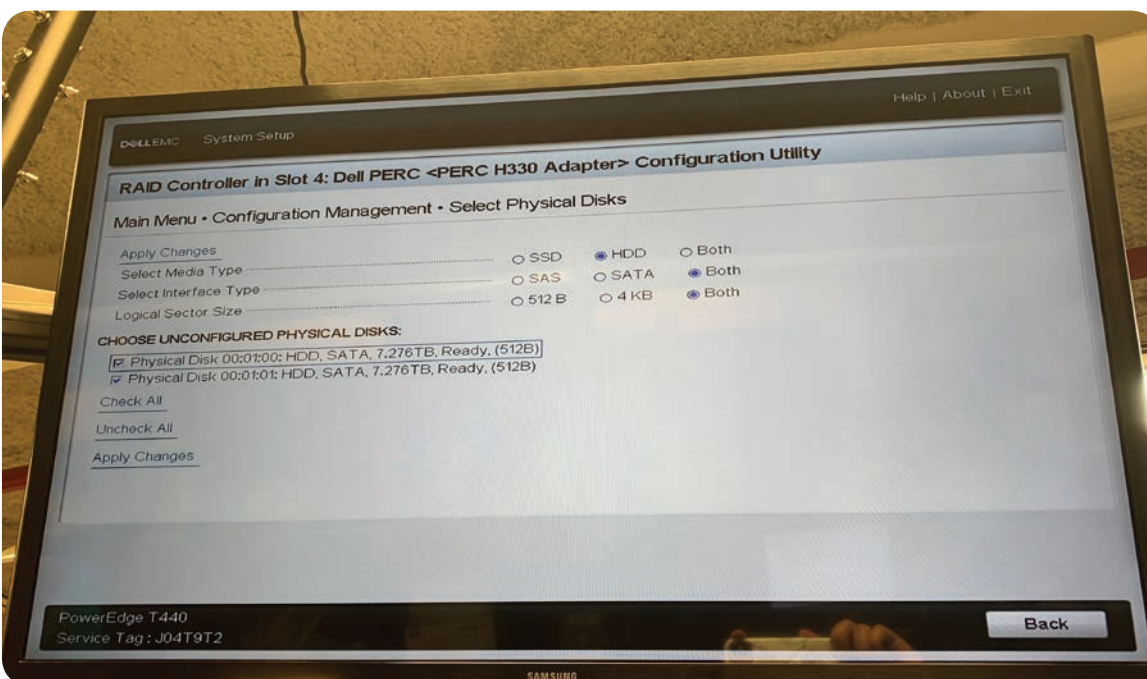 Help | About | Exit
DELLEMC System Setup
RAID Controller in Slot 4: Dell PERC <PERC H330 Adapter> Configuration Utility
Main Menu • Configuration Management • Select Physical Disks
Apply Changes
Select Media Type SSD HDD Both
Select Interface Type SAS SATA Both
Logical Sector Size 512 B 4 KB Both
CHOOSE UNCONFIGURED PHYSICAL DISKS:
Physical Disk 00:01:00: HDD, SATA, 7.276TB, Ready, (512B)
Physical Disk 00:01:01: HDD, SATA, 7.276TB, Ready, (512B)
Check All
Uncheck All
Apply Changes
PowerEdge T440
Service Tag : J04T9T2
Back
SAMSUNG